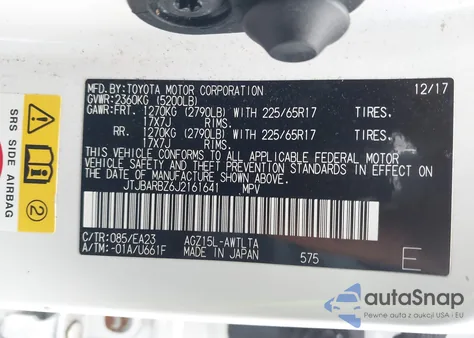 MFD.BY:TOYOTA MOTOR CORPORATION 12/17
GVWR:2360KG (5200LB)
GAWR:FRT. 1270KG (2790LB) WITH 225/65R17 TIRES.
17X7J RIMS.
RR. 1270KG (2790LB) WITH 225/65R17 TIRES.
17X7J RIMS.
THIS VEHICLE CONFORMS TO ALL APPLICABLE FEDERAL MOTOR
VEHICLE SAFETY AND THEFT PREVENTION STANDARDS IN EFFECT ON
THE DATE OF MANUFACTURE SHOWN ABOVE.
JTJBARBZ6J2161641 MPV
C/TR:085/EA23 AGZ15L-AWTLTA
A/TM:-01A/U661F MADE IN JAPAN 575 E
SRS SIDE AIRBAG
2
autoSnap
Pewne auta z USA i EU